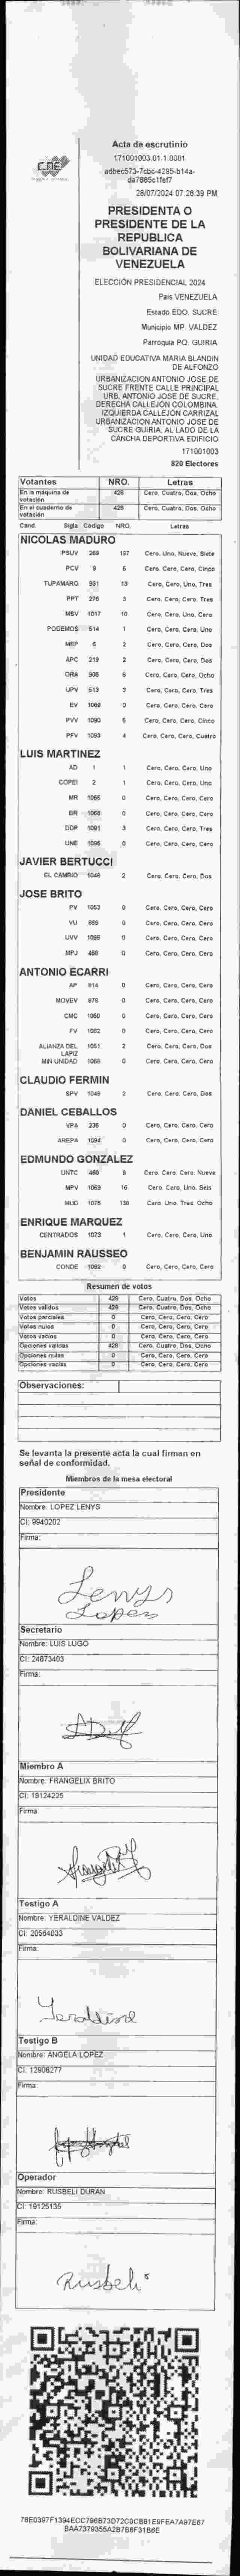 CNE
Acta de escrutinio
171001003.01.1.0001
adbec573-7cbc-4295-b14a-
da7885c1fef7
28/07/2024 07:26:39 PM
PRESIDENTA O
PRESIDENTE DE LA
REPUBLICA
BOLIVARIANA DE
VENEZUELA
ELECCIÓN PRESIDENCIAL 2024
Pais VENEZUELA
Estado EDO. SUCRE
Municipio MP. VALDEZ
Parroquia PQ. GUIRIA
UNIDAD EDUCATIVA MARIA BLANDIN
DE ALFONZO
URBANIZACION ANTONIO JOSE DE
SUCRE FRENTE CALLE PRINCIPAL
URB. ANTONIO JOSE DE SUCRE.
DERECHA CALLEJÓN COLOMBINA.
IZQUIERDA CALLEJÓN CARRIZAL
URBANIZACION ANTONIO JOSE DE
SUCRE GUIRIA. AL LADO DE LA
CANCHA DEPORTIVA EDIFICIO
171001003
820 Electores
Votantes NRO. Letras
En la máquina de votación 428 Cero, Cuatro, Dos, Ocho
En el cuaderno de votación 428 Cero, Cuatro, Dos, Ocho
Cand. Sigla Codigo NRO. Letras
NICOLAS MADURO
PSUV 269 197 Cero, Uno, Nueve, Siete
PCV 9 5 Cero, Cero, Cero, Cinco
TUPAMARO 931 13 Cero, Cero, Uno, Tres
PPT 276 3 Cero, Cero, Cero, Tres
MSV 1017 10 Cero, Cero, Uno, Cero
PODEMOS 514 1 Cero, Cero, Cero, Uno
MEP 6 2 Cero, Cero, Cero, Dos
APC 219 2 Cero, Cero, Cero, Dos
ORA 906 8 Cero, Cero, Cero, Ocho
UPV 513 3 Cero, Cero, Cero, Tres
EV 1069 0 Cero, Cero, Cero, Cero
PVV 1090 5 Cero, Cero, Cero, Cinco
PFV 1093 4 Cero, Cero, Cero, Cuatro
LUIS MARTINEZ
AD 1 1 Cero, Cero, Cero, Uno
COPEI 2 1 Cero, Cero, Cero, Uno
MR 1065 0 Cero, Cero, Cero, Cero
BR 1086 0 Cero, Cero, Cero, Cero
DDP 1091 3 Cero, Cero, Cero, Tres
UNE 1096 0 Cero, Cero, Cero, Cero
JAVIER BERTUCCI
EL CAMBIO 1048 2 Cero, Cero, Cero, Dos
JOSE BRITO
PV 1053 0 Cero, Cero, Cero, Cero
VU 0 Cero, Cero, Cero, Cero
UVV 1095 0 Cero, Cero, Cero, Cero
MPJ 468 0 Cero, Cero, Cero, Cero
ANTONIO ECARRI
AP 914 0 Cero, Cero, Cero, Cero
MOVEV 979 0 Cero, Cero, Cero, Cero
CMC 1060 0 Cero, Cero, Cero, Cero
FV 1082 0 Cero, Cero, Cero, Cero
ALIANZA DEL LAPIZ 1051 2 Cero, Cero, Cero, Dos
MIN UNIDAD 1068 0 Cero, Cero, Cero, Cero
CLAUDIO FERMIN
SPV 1049 2 Cero, Cero, Cero, Dos
DANIEL CEBALLOS
VPA 236 0 Cero, Cero, Cero, Cero
AREPA 1094 0 Cero, Cero, Cero, Cero
EDMUNDO GONZALEZ
UNTC 460 9 Cero, Cero, Cero, Nueve
MPV 1069 16 Cero, Cero, Uno, Seis
MUD 1075 138 Cero, Uno, Tres, Ocho
ENRIQUE MARQUEZ
CENTRADOS 1073 1 Cero, Cero, Cero, Uno
BENJAMIN RAUSSEO
CONDE 1092 0 Cero, Cero, Cero, Cero
Resumen de votos
Votos 428 Cero, Cuatro, Dos, Ocho
Votos validos 428 Cero, Cuatro, Dos, Ocho
Votos parciales 0 Cero, Cero, Cero, Cero
Votos nulos 0 Cero, Cero, Cero, Cero
Votos vacios 0 Cero, Cero, Cero, Cero
Opciones validas 428 Cero, Cuatro, Dos, Ocho
Opciones nulas 0 Cero, Cero, Cero, Cero
Opciones vacias 0 Cero, Cero, Cero, Cero
Observaciones:
Se levanta la presente acta la cual firman en
señal de conformidad.
Miembros de la mesa electoral
Presidente
Nombre: LOPEZ LENYS
CI: 9940202
Firma:
Lenys
Lopez
Secretario
Nombre: LUIS LUGO
CI: 24873403
Firma:
Miembro A
Nombre: FRANGELIX BRITO
CI: 19124225
Firma:
Testigo A
Nombre: YERALDINE VALDEZ
CI: 20564033
Firma:
Yeraldine
Testigo B
Nombre: ANGELA LOPEZ
CI: 12908277
Firma:
Operador
Nombre: RUSBELI DURAN
CI: 19125135
Firma:
Rusbeli
78E0397F1394ECC796B73D72C0CB81E9FEA7A97E67
BAA7379355A2B7B6F31B6E